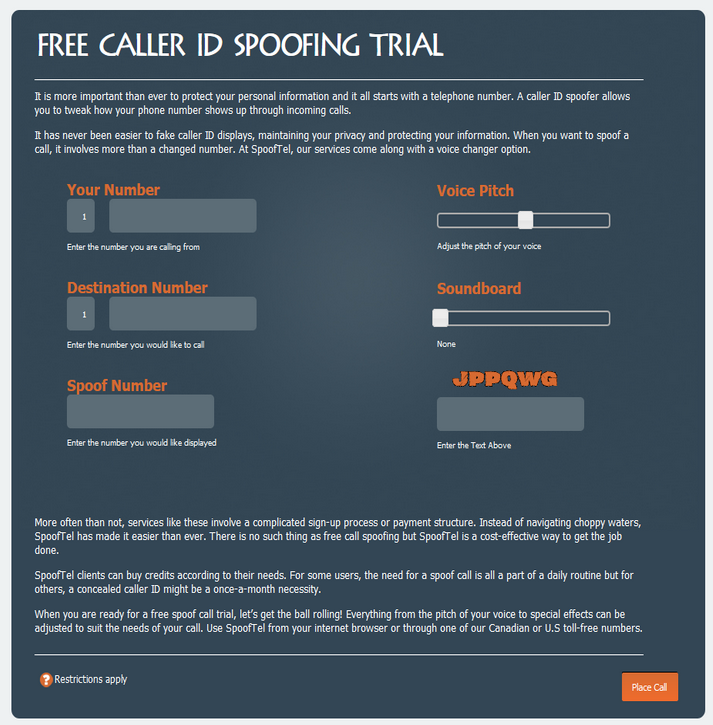 FREE CALLER ID SPOOFING TRIAL
It is more important than ever to protect your personal information and it all starts with a telephone number. A caller ID spoofer allows
you to tweak how your phone number shows up through incoming calls.
It has never been easier to fake caller ID displays, maintaining your privacy and protecting your information. When you want to spoof a
call, it involves more than a changed number. At SpoofTel, our services come along with a voice changer option.
Your Number
1
Enter the number you are calling from
Destination Number
1
Enter the number you would like to call
Spoof Number
Enter the number you would like displayed
Voice Pitch
Adjust the pitch of your voice
Soundboard
None
JPPQWG
Enter the Text Above
More often than not, services like these involve a complicated sign-up process or payment structure. Instead of navigating choppy waters,
SpoofTel has made it easier than ever. There is no such thing as free call spoofing but SpoofTel is a cost-effective way to get the job
done.
SpoofTel clients can buy credits according to their needs. For some users, the need for a spoof call is all a part of a daily routine but for
others, a concealed caller ID might be a once-a-month necessity.
When you are ready for a free spoof call trial, let's get the ball rolling! Everything from the pitch of your voice to special effects can be
adjusted to suit the needs of your call. Use SpoofTel from your internet browser or through one of our Canadian or U.S toll-free numbers.
? Restrictions apply
Place Call